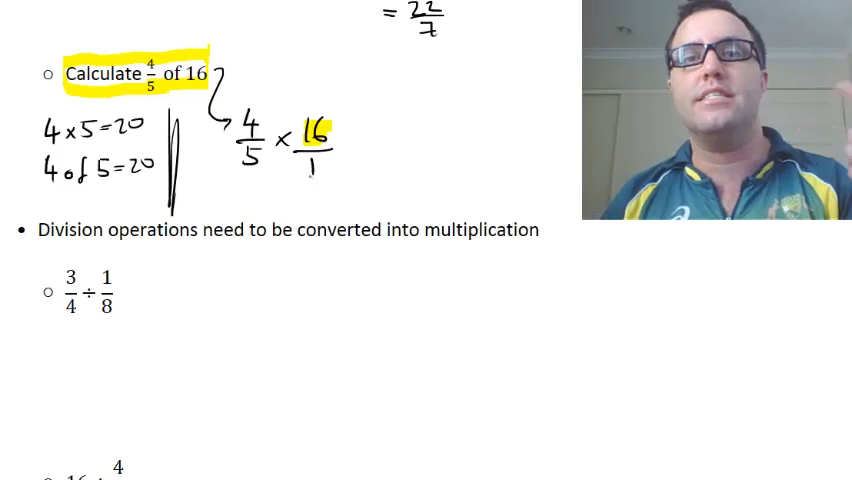 = 22/7
○ Calculate 4/5 of 16
4 × 5 = 20
4 of 5 = 20
4/5 × 16/1
• Division operations need to be converted into multiplication
○ 3/4 ÷ 1/8
○ 16 ÷ 4